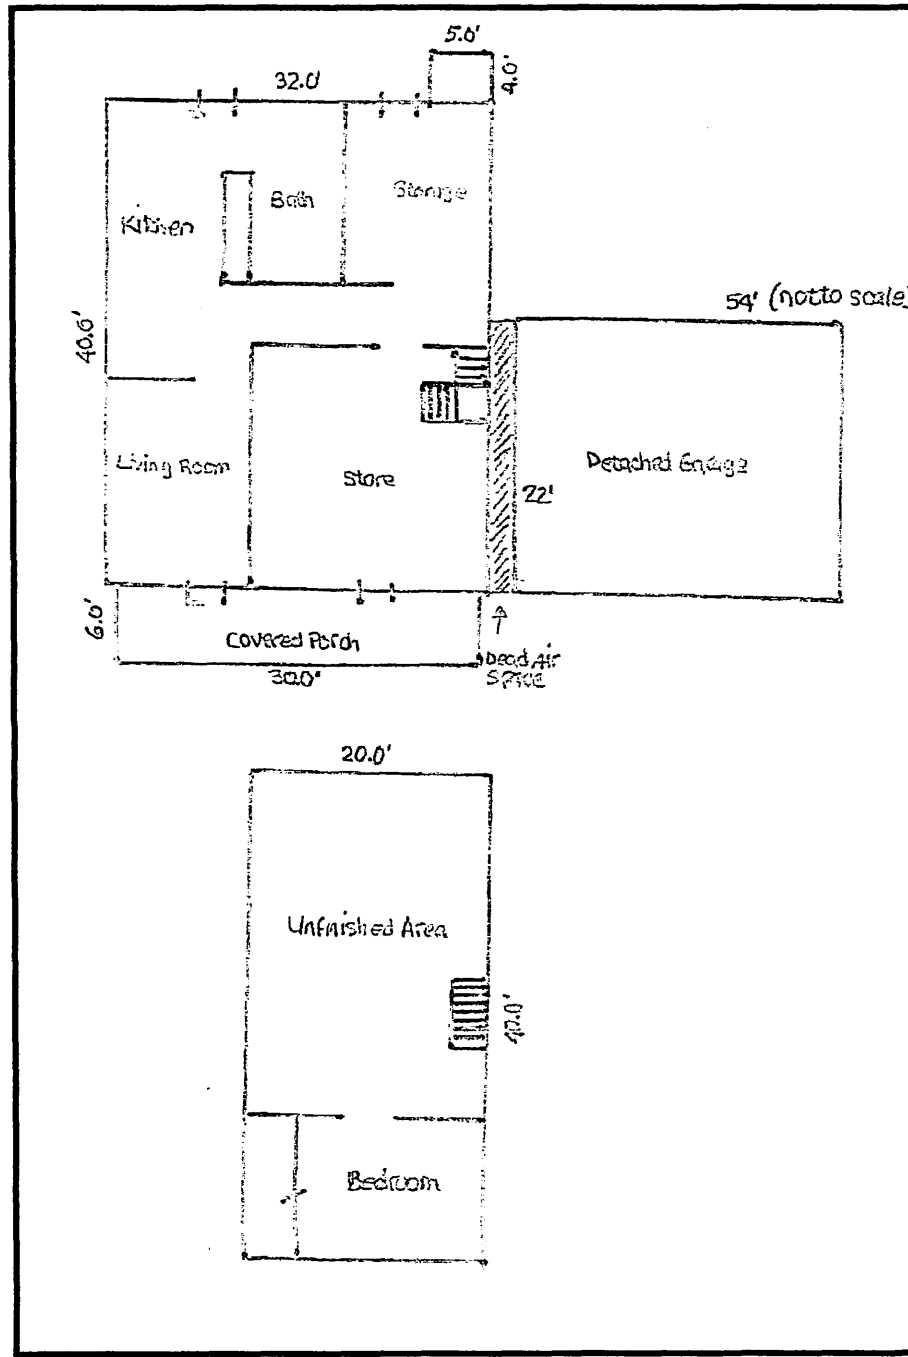 5.0'
4.0'
32.0'
Bath
Storage
Kitchen
54' (not to scale)
40.0'
Living Room
Store
Detached Garage
22'
6.0'
Covered Porch
30.0'
Dead Air
Space
20.0'
Unfinished Area
40.0'
Bedroom